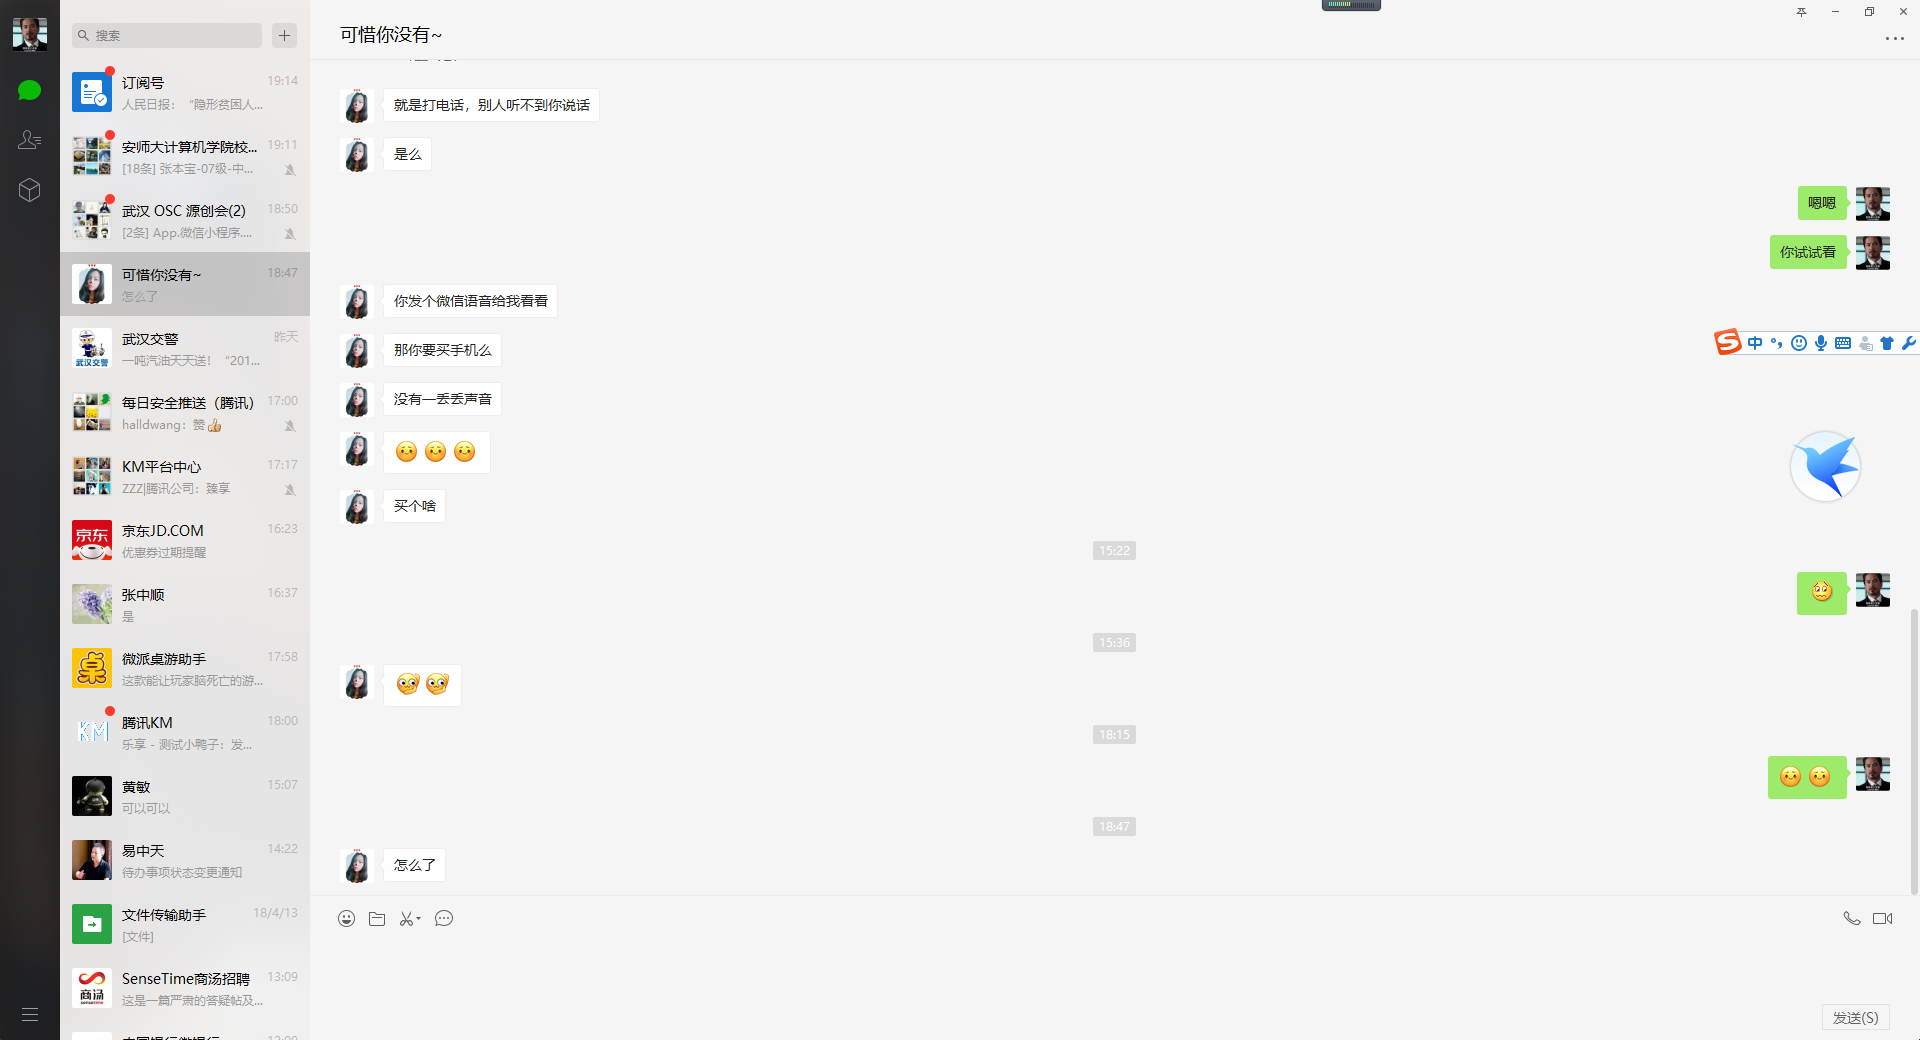 搜索
订阅号
19:14
人民日报：“隐形贫困人...
安师大计算机学院校...
19:11
[18条] 张本宝-07级-中...
武汉 OSC 源创会(2)
18:50
[2条] App.微信小程序....
可惜你没有~
18:47
怎么了
武汉交警
昨天
一吨汽油天天送！“201...
武汉交警
每日安全推送（腾讯）
17:00
halldwang：赞
KM平台中心
17:17
ZZZ|腾讯公司：臻享
京东JD.COM
16:23
优惠券过期提醒
京东
张中顺
16:37
是
微派桌游助手
17:58
这款能让玩家脑死亡的游...
桌
腾讯KM
18:00
乐享 - 测试小鸭子：发...
KM
黄敏
15:07
可以可以
易中天
14:22
待办事项状态变更通知
文件传输助手
18/4/13
[文件]
SenseTime商汤招聘
13:09
这是一篇严肃的答疑帖及...
商汤
sensetime
可惜你没有~
就是打电话，别人听不到你说话
是么
嗯嗯
你试试看
你发个微信语音给我看看
那你要买手机么
没有一丢丢声音
买个啥
15:22
15:36
18:15
18:47
怎么了
中
发送(S)